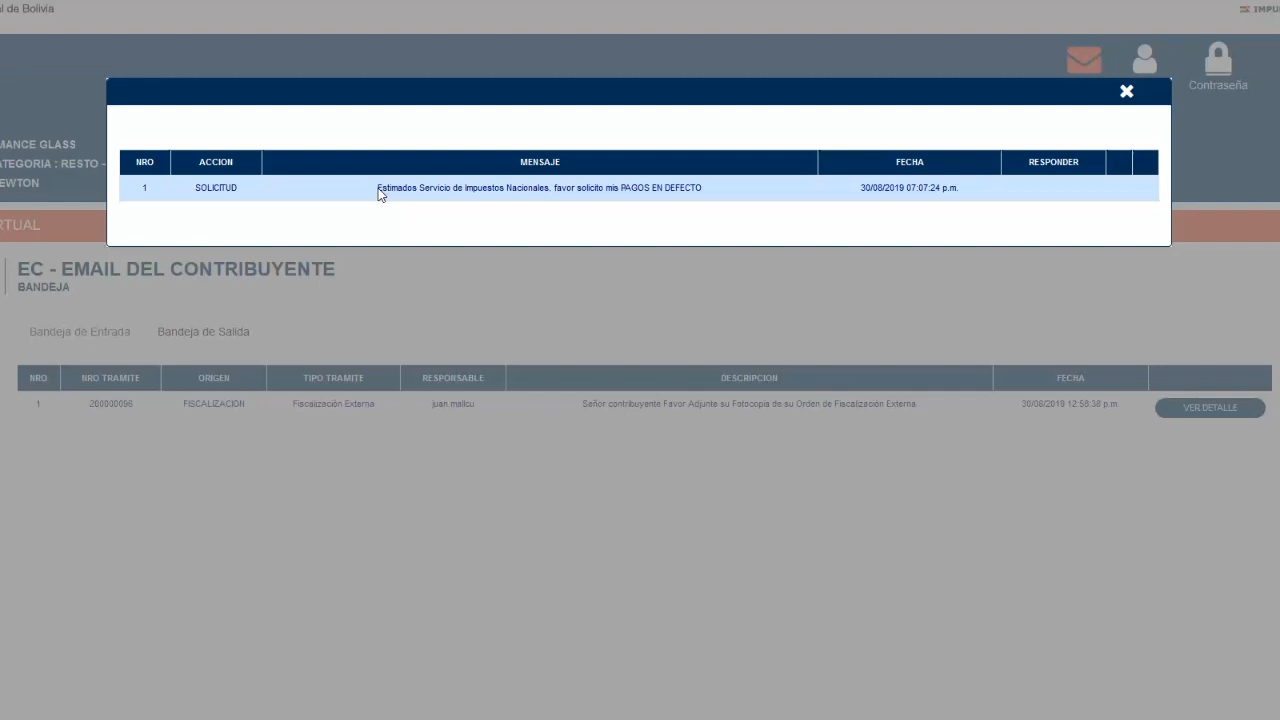 l de Bolivia
IMPU
Contraseña
MANCE GLASS
ATEGORIA : RESTO -
EWTON
RTUAL
NRO ACCION MENSAJE FECHA RESPONDER
1 SOLICITUD Estimados Servicio de Impuestos Nacionales, favor solicito mis PAGOS EN DEFECTO 30/08/2019 07:07:24 p.m.
EC - EMAIL DEL CONTRIBUYENTE
BANDEJA
Bandeja de Entrada Bandeja de Salida
NRO NRO TRAMITE ORIGEN TIPO TRAMITE RESPONSABLE DESCRIPCION FECHA
1 200000096 FISCALIZACION Fiscalización Externa juan.mallcu Señor contribuyente Favor Adjunte su Fotocopia de su Orden de Fiscalización Externa 30/08/2019 12:58:38 p.m.
VER DETALLE